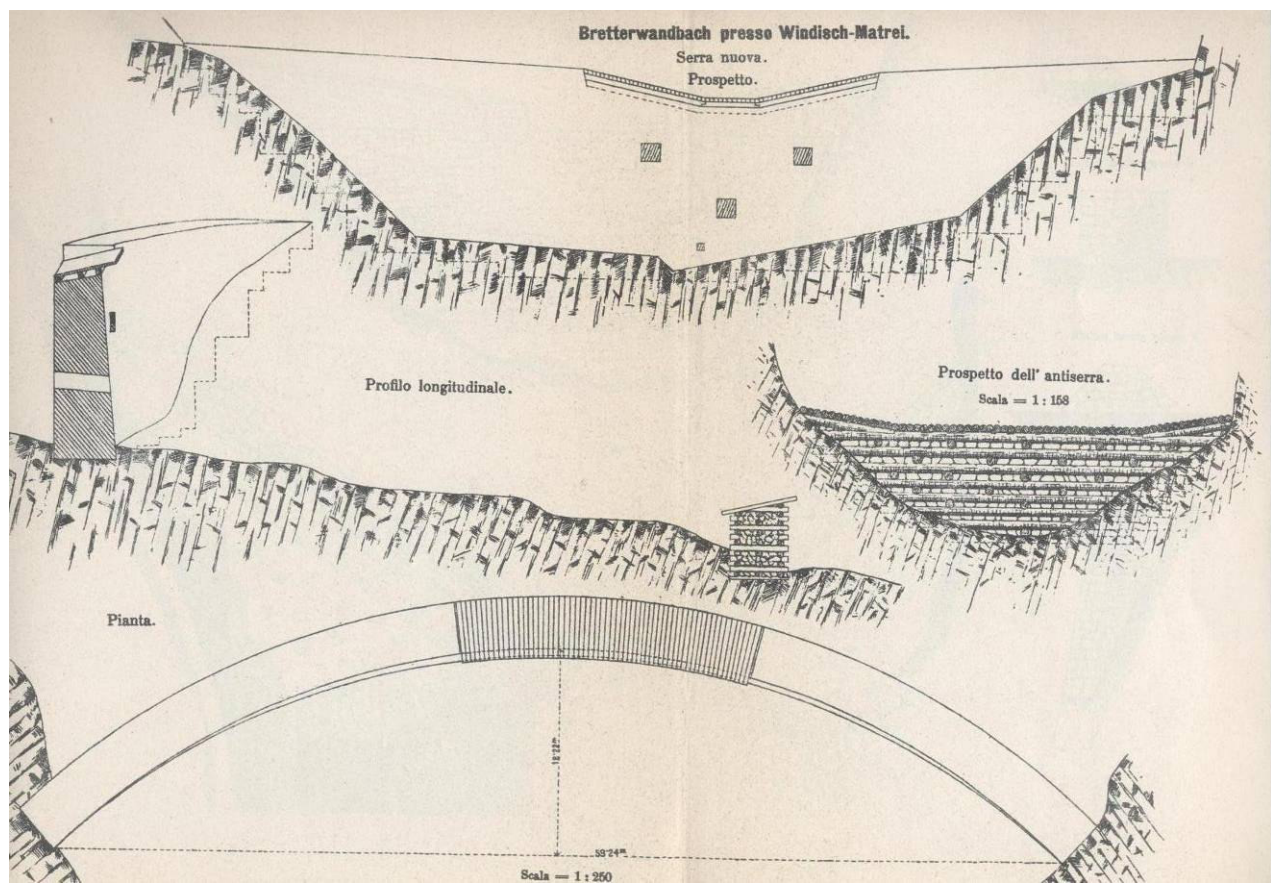 Bretterwandbach presso Windisch-Matrei.
Serra nuova.
Prospetto.
Profilo longitudinale.
Prospetto dell' antiserra.
Scala = 1 : 158
Pianta.
Scala = 1 : 250